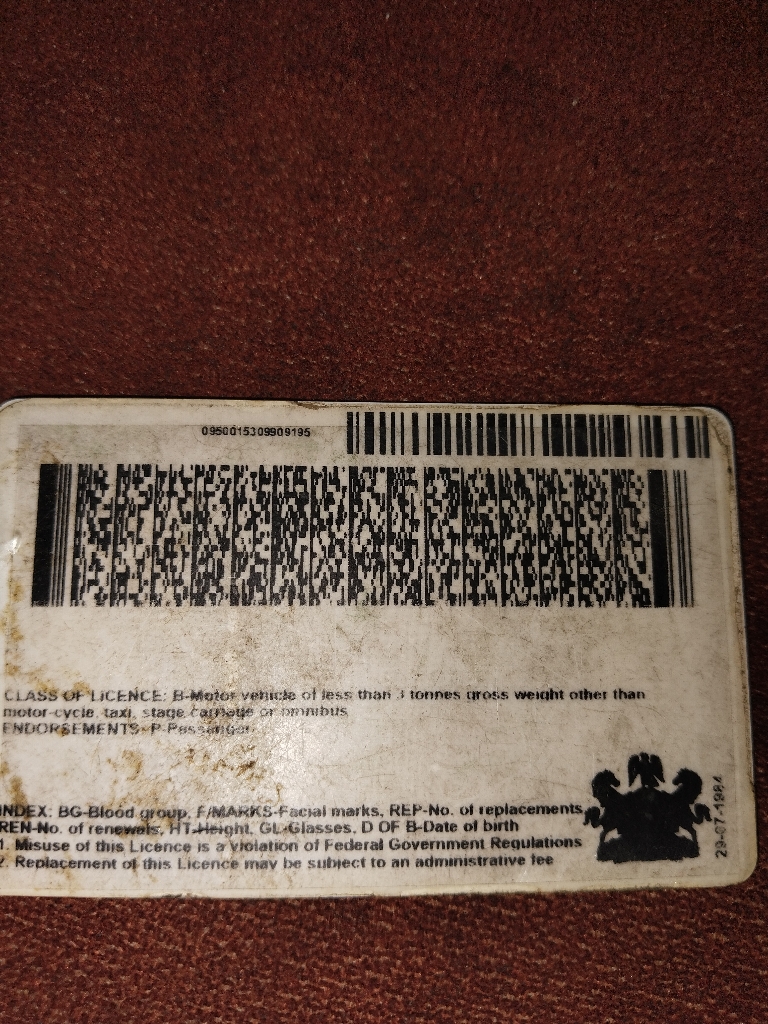 0950015309909195
CLASS OF LICENCE: B-Motor vehicle of less than 3 tonnes gross weight other than
motor-cycle, taxi, stage carriage or omnibus
ENDORSEMENTS: P-Passenger
INDEX: BG-Blood group, F/MARKS-Facial marks, REP-No. of replacements
REN-No. of renewals, HT-Height, GL-Glasses, D OF B-Date of birth
1. Misuse of this Licence is a violation of Federal Government Regulations
2. Replacement of this Licence may be subject to an administrative fee
29-07-1984